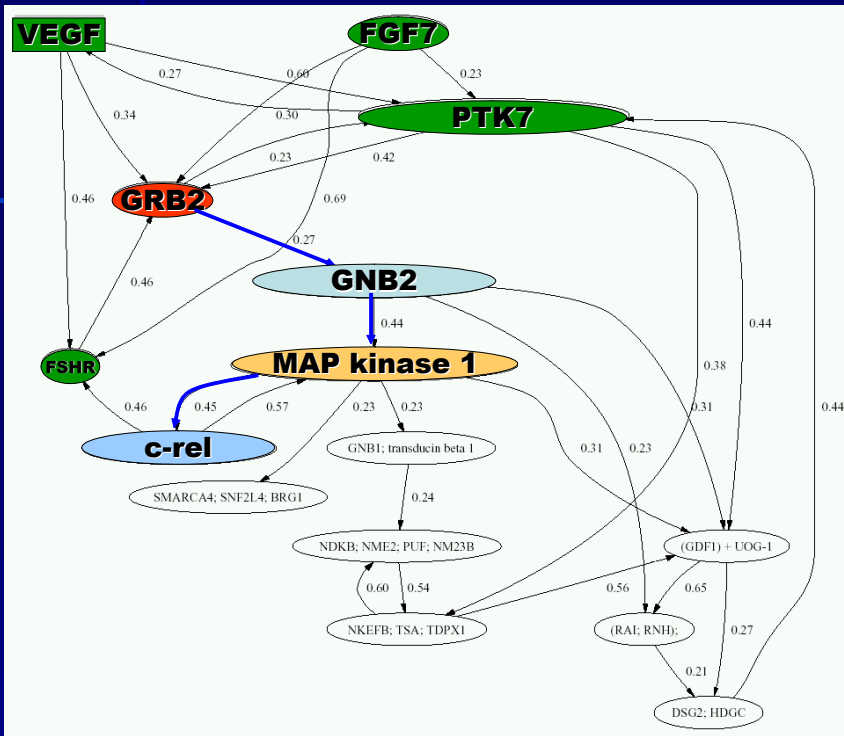 VEGF
FGF7
0.27
0.60
0.23
0.34
0.30
PTK7
0.23
0.42
0.46
GRB2
0.69
0.27
0.46
GNB2
0.44
0.44
FSHR
MAP kinase 1
0.38
0.46
0.45
0.57
0.23
0.23
0.31
0.44
c-rel
GNB1; transducin beta 1
0.31
0.23
SMARCA4; SNF2L4; BRG1
0.24
NDKB; NME2; PUF; NM23B
(GDF1) + UOG-1
0.60
0.54
0.56
0.65
NKEFB; TSA; TDPX1
(RAI; RNH);
0.27
0.21
DSG2; HDGC